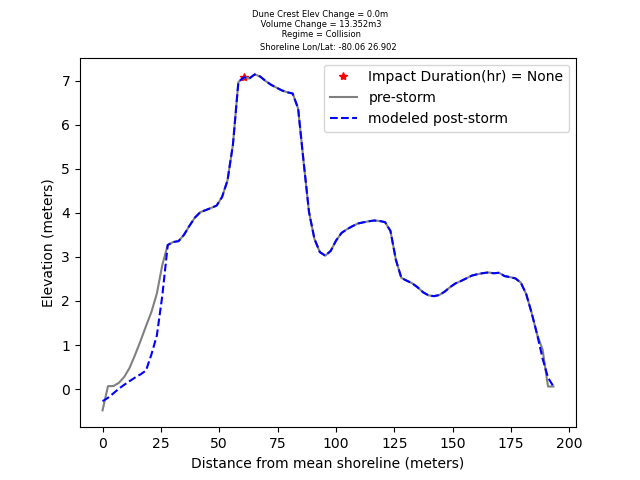 Dune Crest Elev Change = 0.0m
Volume Change = 13.352m3
Regime = Collision
Shoreline Lon/Lat: -80.06 26.902
Impact Duration(hr) = None
pre-storm
modeled post-storm
Elevation (meters)
7
6
5
4
3
2
1
0
0 25 50 75 100 125 150 175 200
Distance from mean shoreline (meters)